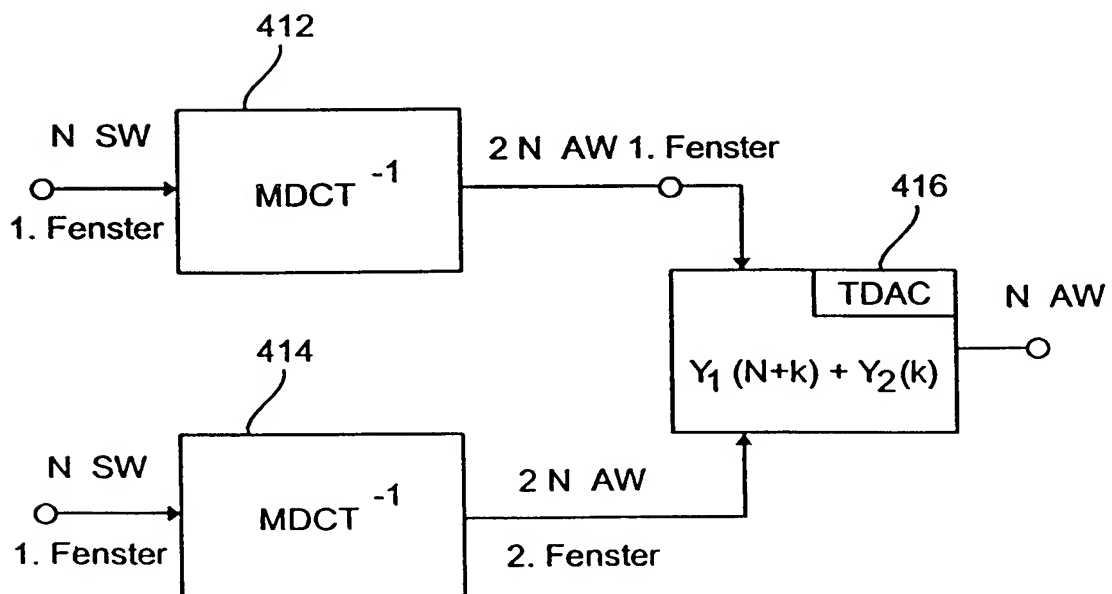 412
N SW
1. Fenster
MDCT -1
2 N AW 1. Fenster
416
TDAC
N AW
Y1 (N+k) + Y2(k)
414
N SW
1. Fenster
MDCT -1
2 N AW
2. Fenster